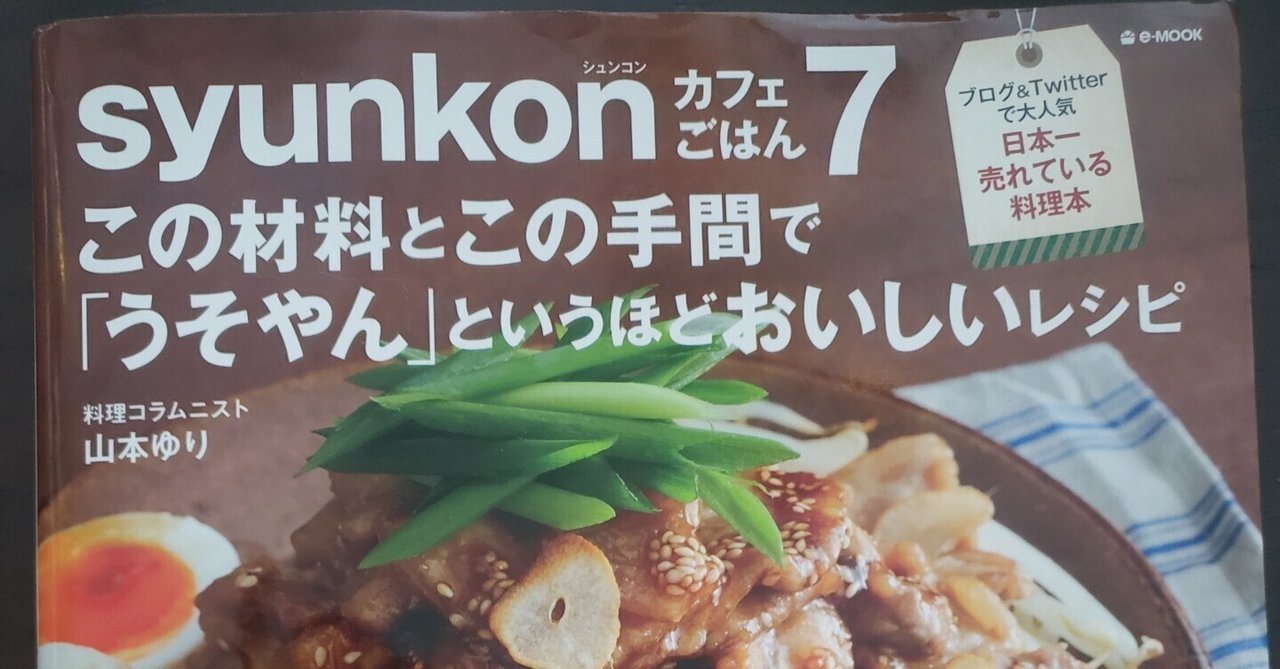 シュンコン
syunkon カフェごはん 7
この材料とこの手間で
「うそやん」というほどおいしいレシピ
料理コラムニスト
山本ゆり
e-MOOK
ブログ&Twitter
で大人気
日本一
売れている
料理本